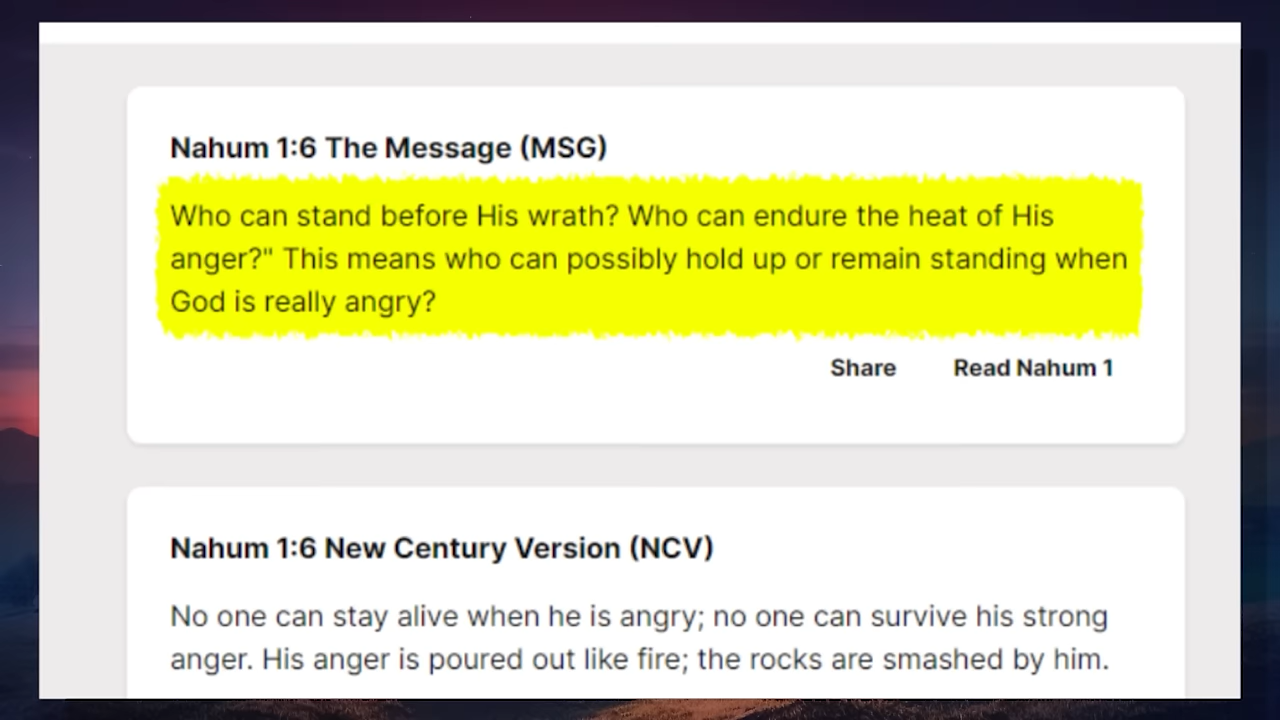 Nahum 1:6 The Message (MSG)
Who can stand before His wrath? Who can endure the heat of His
anger?" This means who can possibly hold up or remain standing when
God is really angry?
Share Read Nahum 1
Nahum 1:6 New Century Version (NCV)
No one can stay alive when he is angry; no one can survive his strong
anger. His anger is poured out like fire; the rocks are smashed by him.